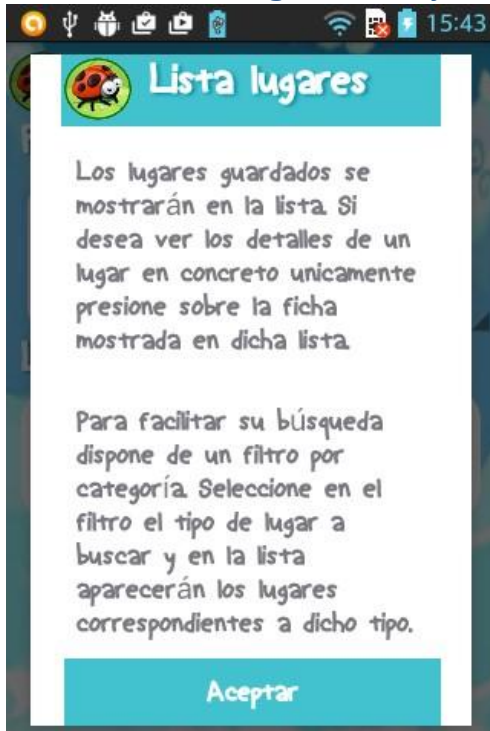 15:43
Lista lugares
Los lugares guardados se
mostrarán en la lista. Si
desea ver los detalles de un
lugar en concreto unicamente
presione sobre la ficha
mostrada en dicha lista.
Para facilitar su búsqueda
dispone de un filtro por
categoría. Seleccione en el
filtro el tipo de lugar a
buscar y en la lista
aparecerán los lugares
correspondientes a dicho tipo.
Aceptar